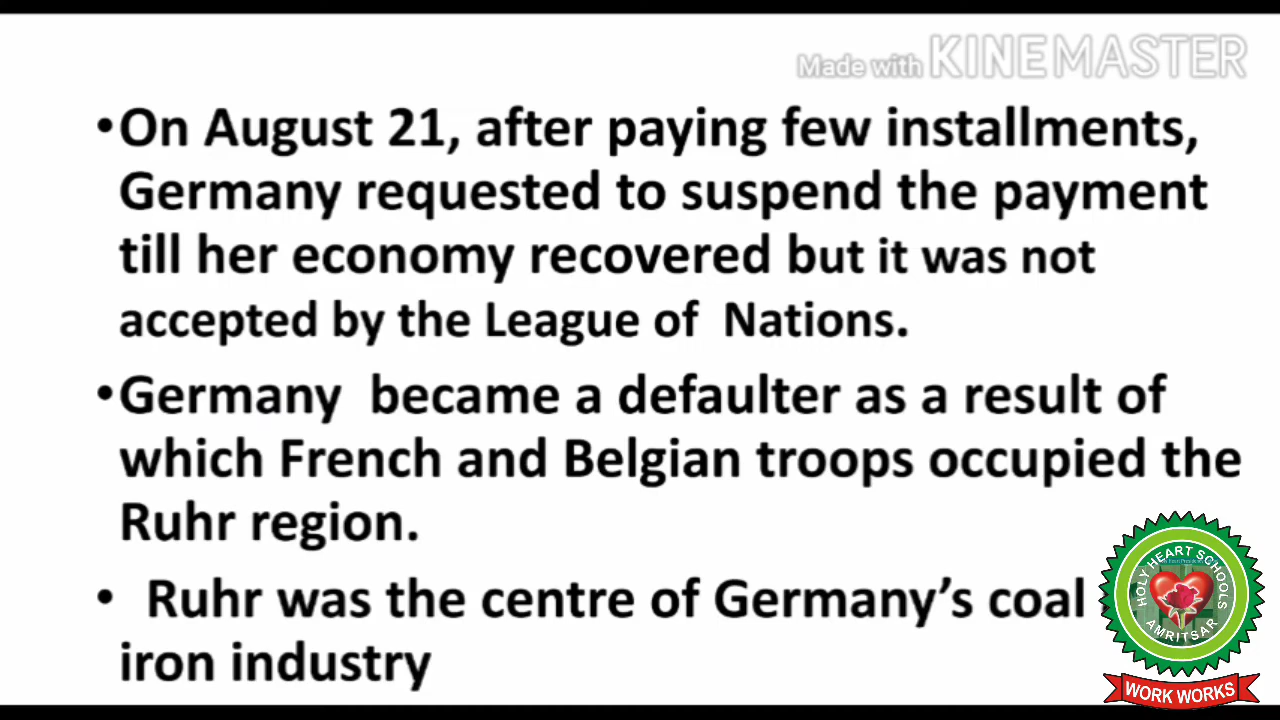 Made with KINEMASTER
•On August 21, after paying few installments,
Germany requested to suspend the payment
till her economy recovered but it was not
accepted by the League of Nations.
•Germany became a defaulter as a result of
which French and Belgian troops occupied the
Ruhr region.
• Ruhr was the centre of Germany’s coal
iron industry
HOLY HEART SCHOOLS
AMRITSAR
WORK WORKS